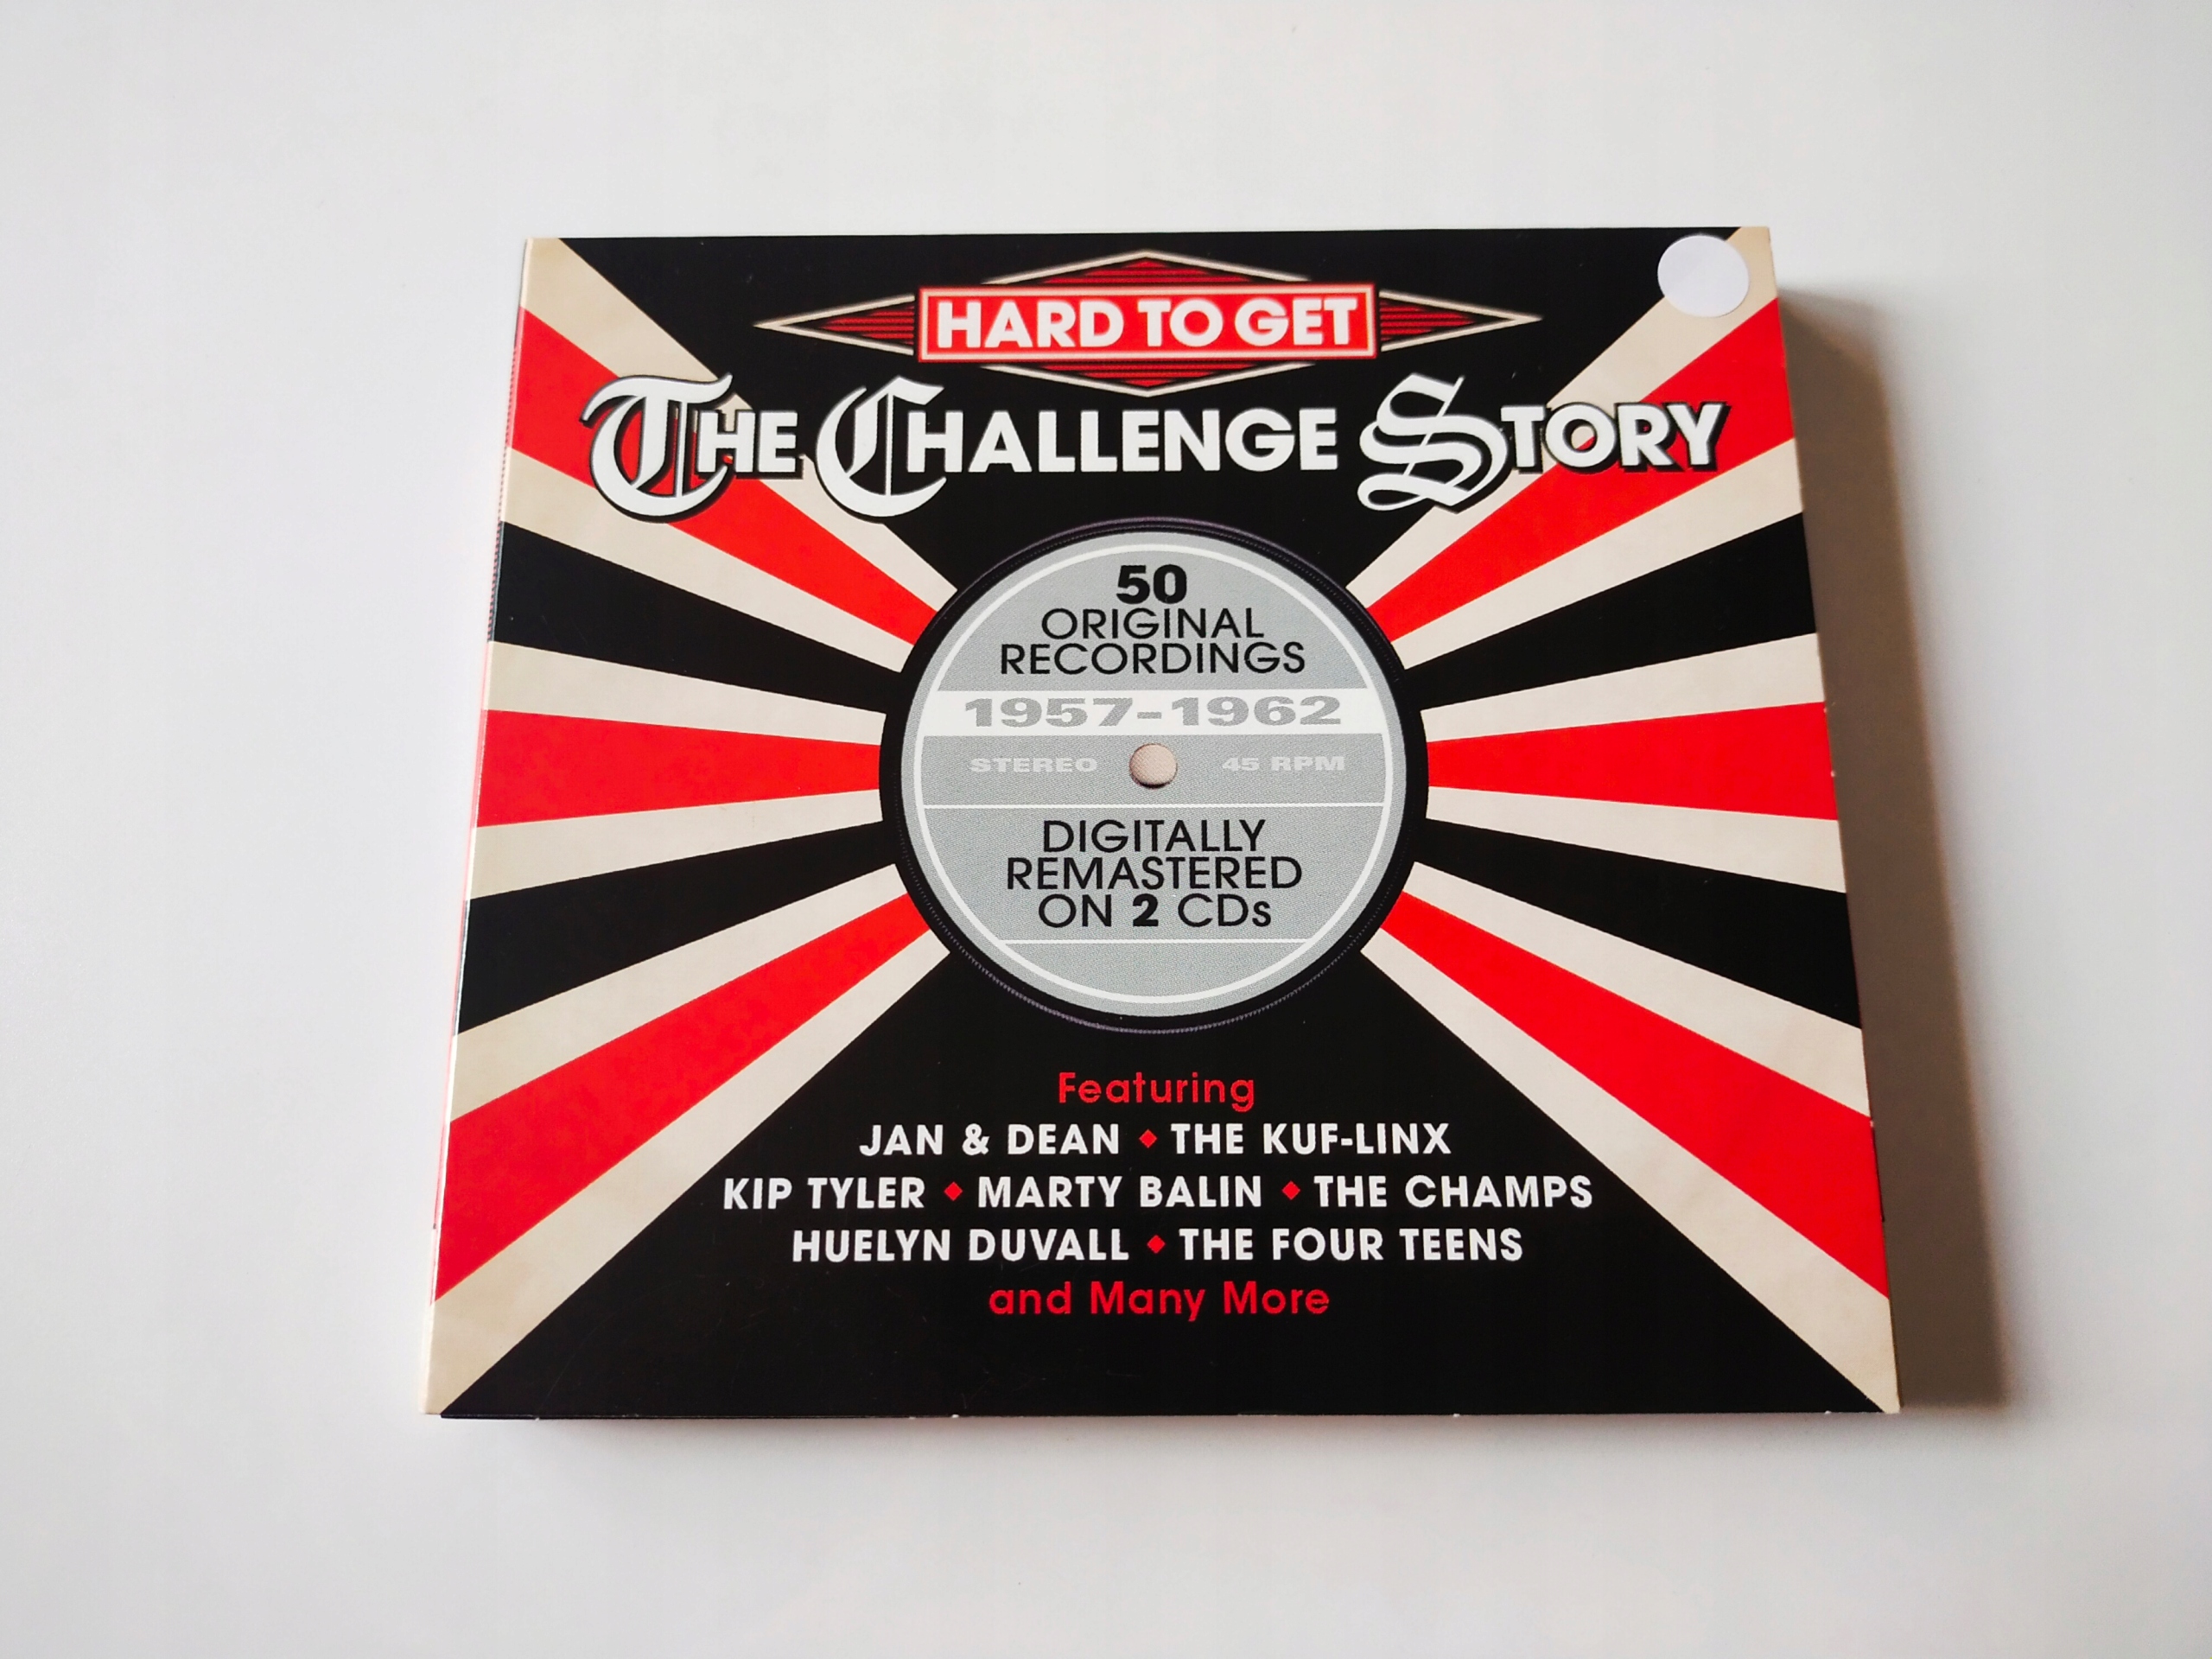 HARD TO GET
THE CHALLENGE STORY
50
ORIGINAL
RECORDINGS
1957-1962
STEREO 45 RPM
DIGITALLY
REMASTERED
ON 2 CDs
Featuring
JAN & DEAN ♦ THE KUF-LINX
KIP TYLER ♦ MARTY BALIN ♦ THE CHAMPS
HUELYN DUVALL ♦ THE FOUR TEENS
and Many More